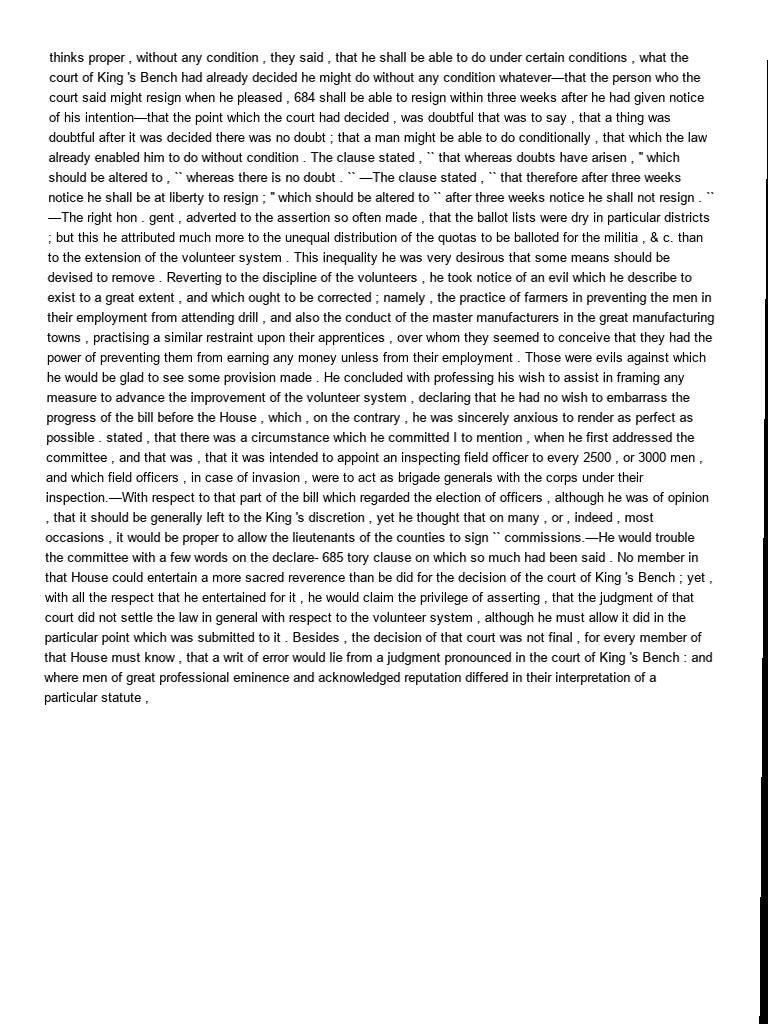 thinks proper , without any condition , they said , that he shall be able to do under certain conditions , what the
court of King 's Bench had already decided he might do without any condition whatever—that the person who the
court said might resign when he pleased , 684 shall be able to resign within three weeks after he had given notice
of his intention—that the point which the court had decided , was doubtful that was to say , that a thing was
doubtful after it was decided there was no doubt ; that a man might be able to do conditionally , that which the law
already enabled him to do without condition . The clause stated , `` that whereas doubts have arisen , '' which
should be altered to , `` whereas there is no doubt . `` —The clause stated , `` that therefore after three weeks
notice he shall be at liberty to resign ; '' which should be altered to `` after three weeks notice he shall not resign . ``
—The right hon . gent , adverted to the assertion so often made , that the ballot lists were dry in particular districts
; but this he attributed much more to the unequal distribution of the quotas to be balloted for the militia , & c. than
to the extension of the volunteer system . This inequality he was very desirous that some means should be
devised to remove . Reverting to the discipline of the volunteers , he took notice of an evil which he describe to
exist to a great extent , and which ought to be corrected ; namely , the practice of farmers in preventing the men in
their employment from attending drill , and also the conduct of the master manufacturers in the great manufacturing
towns , practising a similar restraint upon their apprentices , over whom they seemed to conceive that they had the
power of preventing them from earning any money unless from their employment . Those were evils against which
he would be glad to see some provision made . He concluded with professing his wish to assist in framing any
measure to advance the improvement of the volunteer system , declaring that he had no wish to embarrass the
progress of the bill before the House , which , on the contrary , he was sincerely anxious to render as perfect as
possible . stated , that there was a circumstance which he committed I to mention , when he first addressed the
committee , and that was , that it was intended to appoint an inspecting field officer to every 2500 , or 3000 men ,
and which field officers , in case of invasion , were to act as brigade generals with the corps under their
inspection.—With respect to that part of the bill which regarded the election of officers , although he was of opinion
, that it should be generally left to the King 's discretion , yet he thought that on many , or , indeed , most
occasions , it would be proper to allow the lieutenants of the counties to sign `` commissions.—He would trouble
the committee with a few words on the declare- 685 tory clause on which so much had been said . No member in
that House could entertain a more sacred reverence than be did for the decision of the court of King 's Bench ; yet ,
with all the respect that he entertained for it , he would claim the privilege of asserting , that the judgment of that
court did not settle the law in general with respect to the volunteer system , although he must allow it did in the
particular point which was submitted to it . Besides , the decision of that court was not final , for every member of
that House must know , that a writ of error would lie from a judgment pronounced in the court of King 's Bench : and
where men of great professional eminence and acknowledged reputation differed in their interpretation of a
particular statute ,